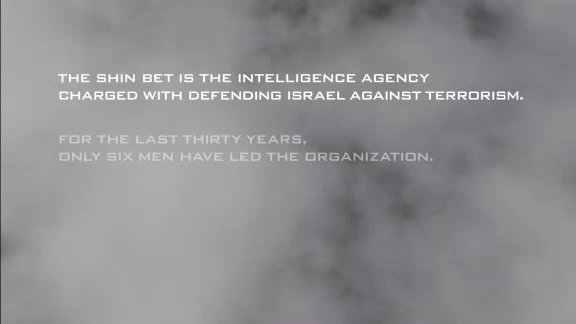 THE SHIN BET IS THE INTELLIGENCE AGENCY
CHARGED WITH DEFENDING ISRAEL AGAINST TERRORISM.
FOR THE LAST THIRTY YEARS,
ONLY SIX MEN HAVE LED THE ORGANIZATION.